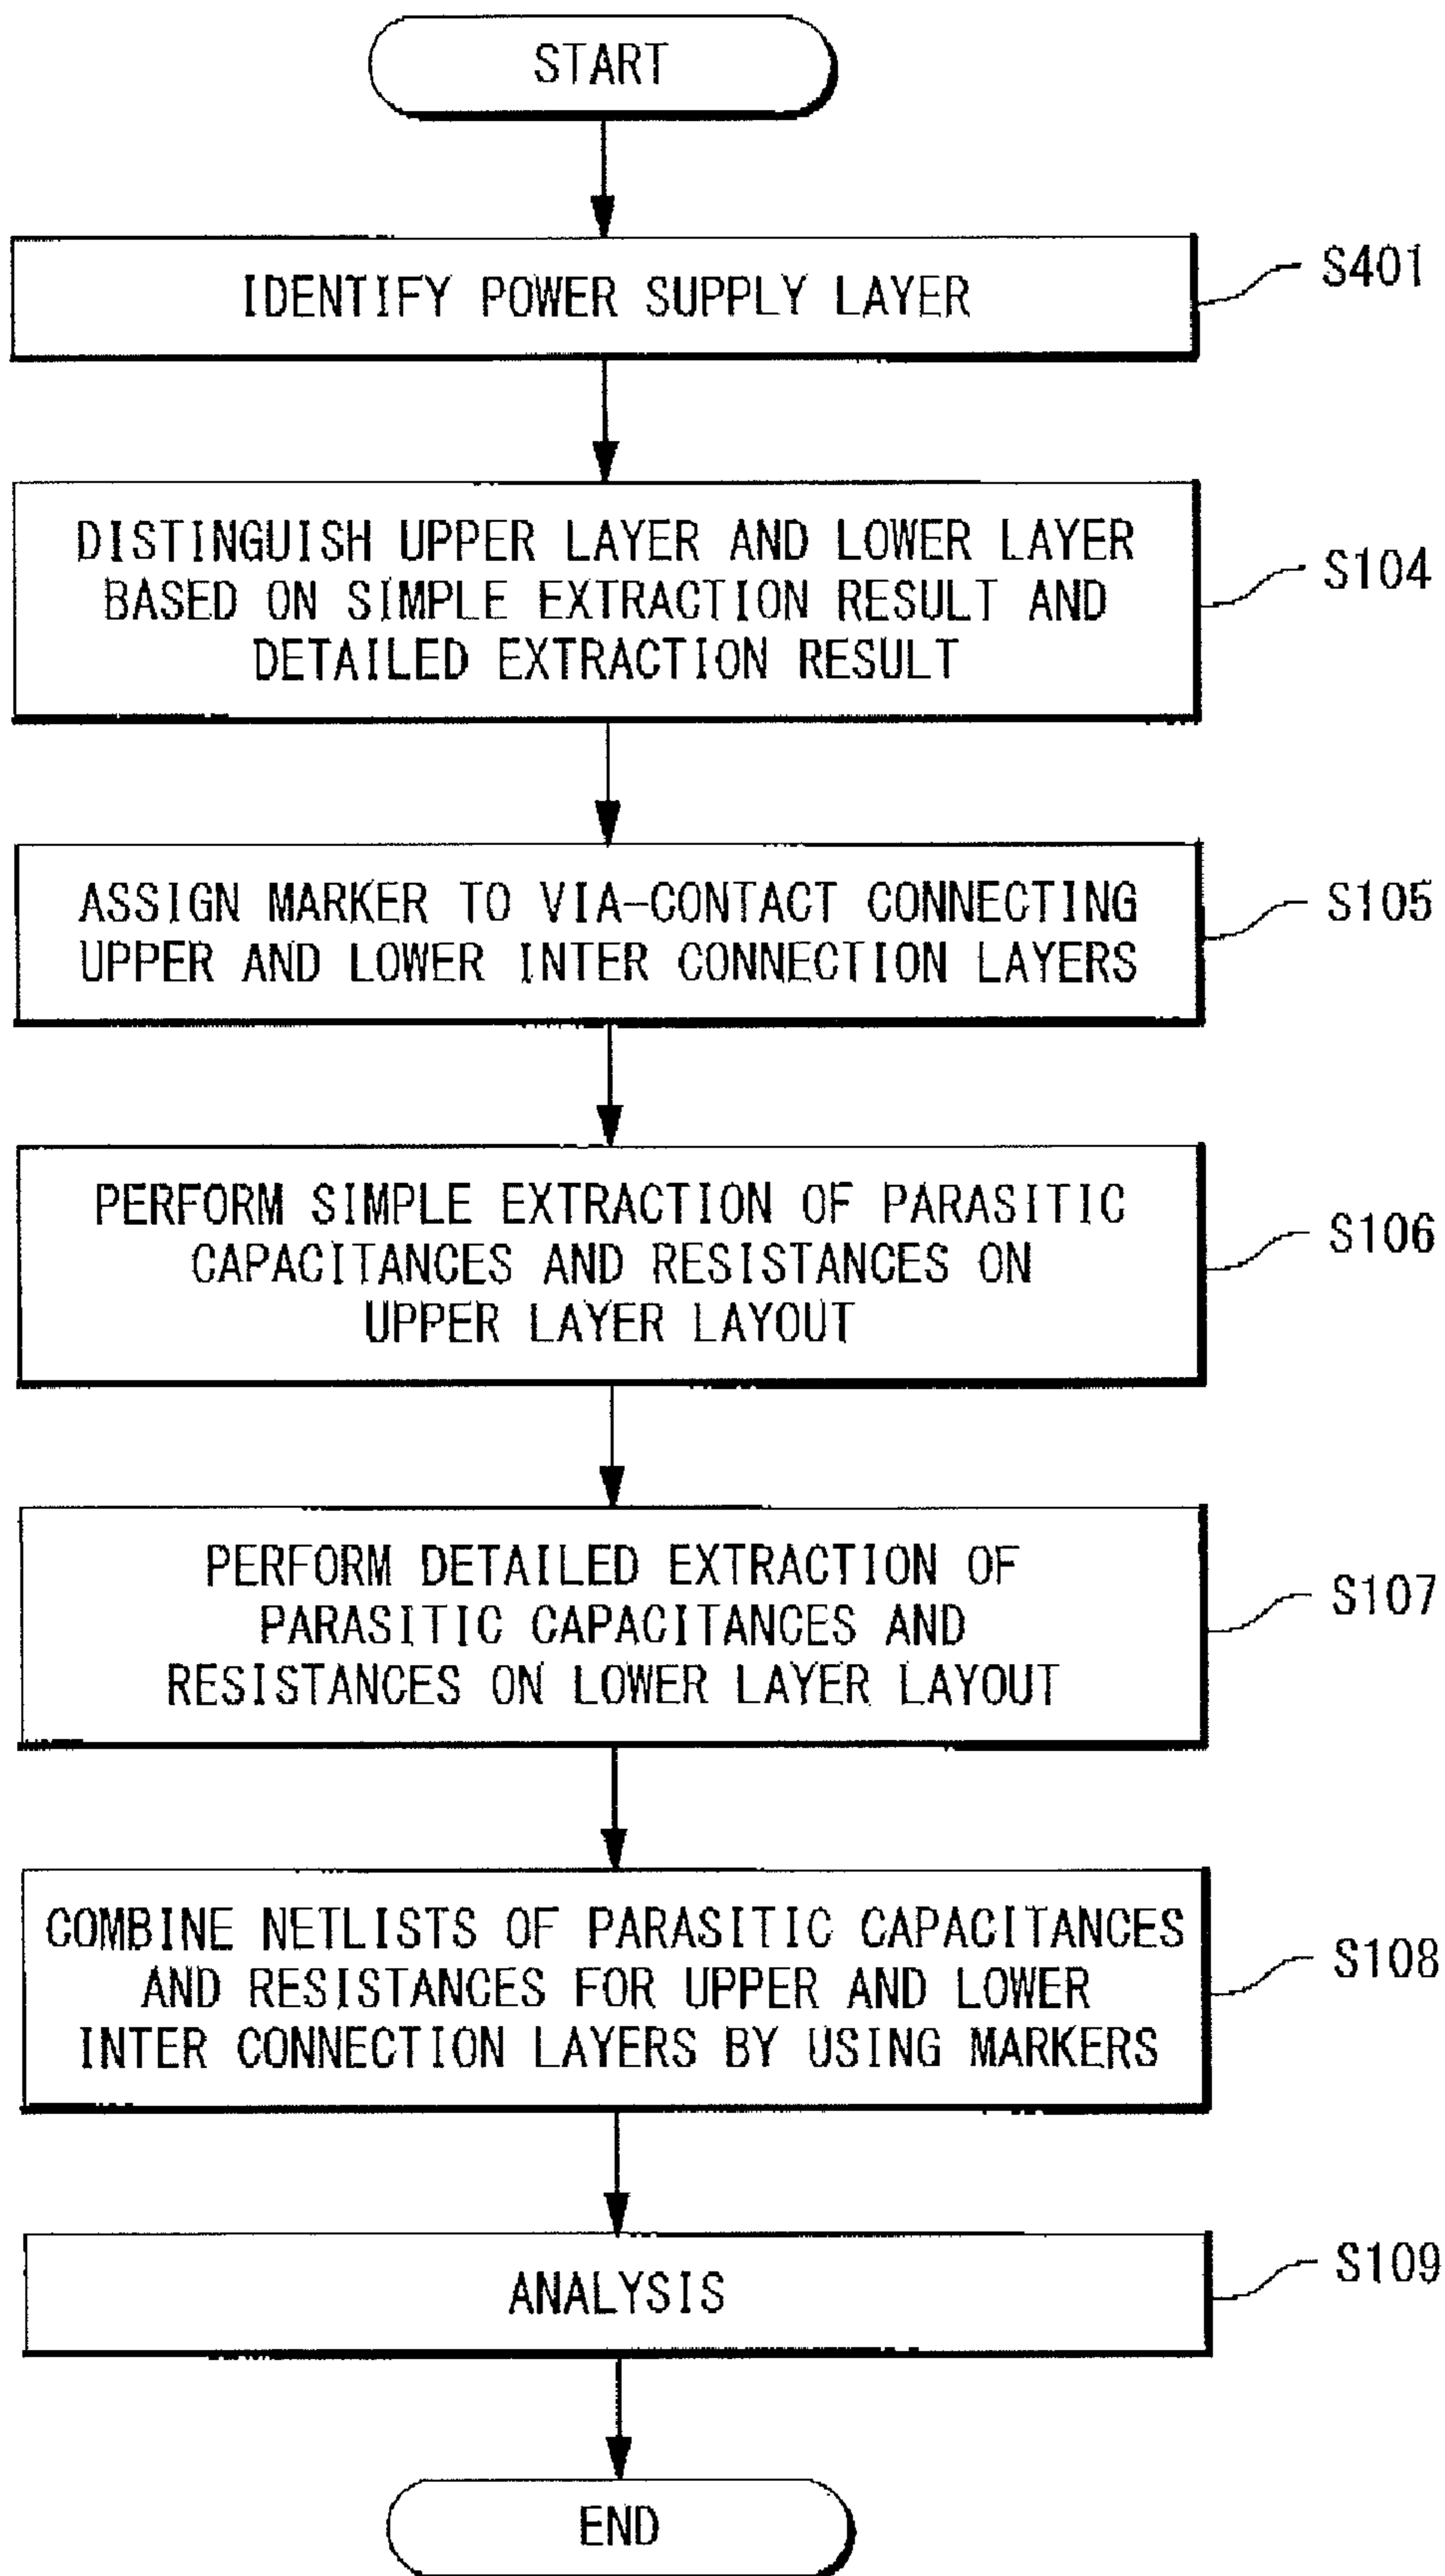 START
IDENTIFY POWER SUPPLY LAYER
S401
DISTINGUISH UPPER LAYER AND LOWER LAYER
BASED ON SIMPLE EXTRACTION RESULT AND
DETAILED EXTRACTION RESULT
S104
ASSIGN MARKER TO VIA-CONTACT CONNECTING
UPPER AND LOWER INTER CONNECTION LAYERS
S105
PERFORM SIMPLE EXTRACTION OF PARASITIC
CAPACITANCES AND RESISTANCES ON
UPPER LAYER LAYOUT
S106
PERFORM DETAILED EXTRACTION OF
PARASITIC CAPACITANCES AND
RESISTANCES ON LOWER LAYER LAYOUT
S107
COMBINE NETLISTS OF PARASITIC CAPACITANCES
AND RESISTANCES FOR UPPER AND LOWER
INTER CONNECTION LAYERS BY USING MARKERS
S108
ANALYSIS
S109
END